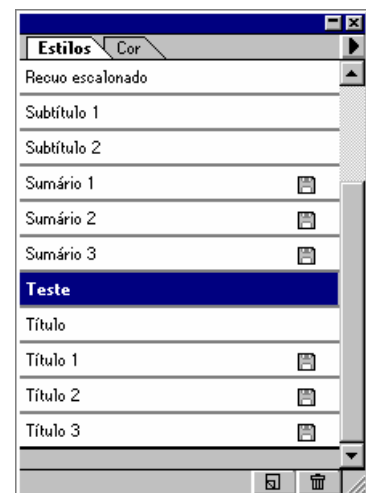 Estilos Cor
Recuo escalonado
Subtítulo 1
Subtítulo 2
Sumário 1
Sumário 2
Sumário 3
Teste
Título
Título 1
Título 2
Título 3